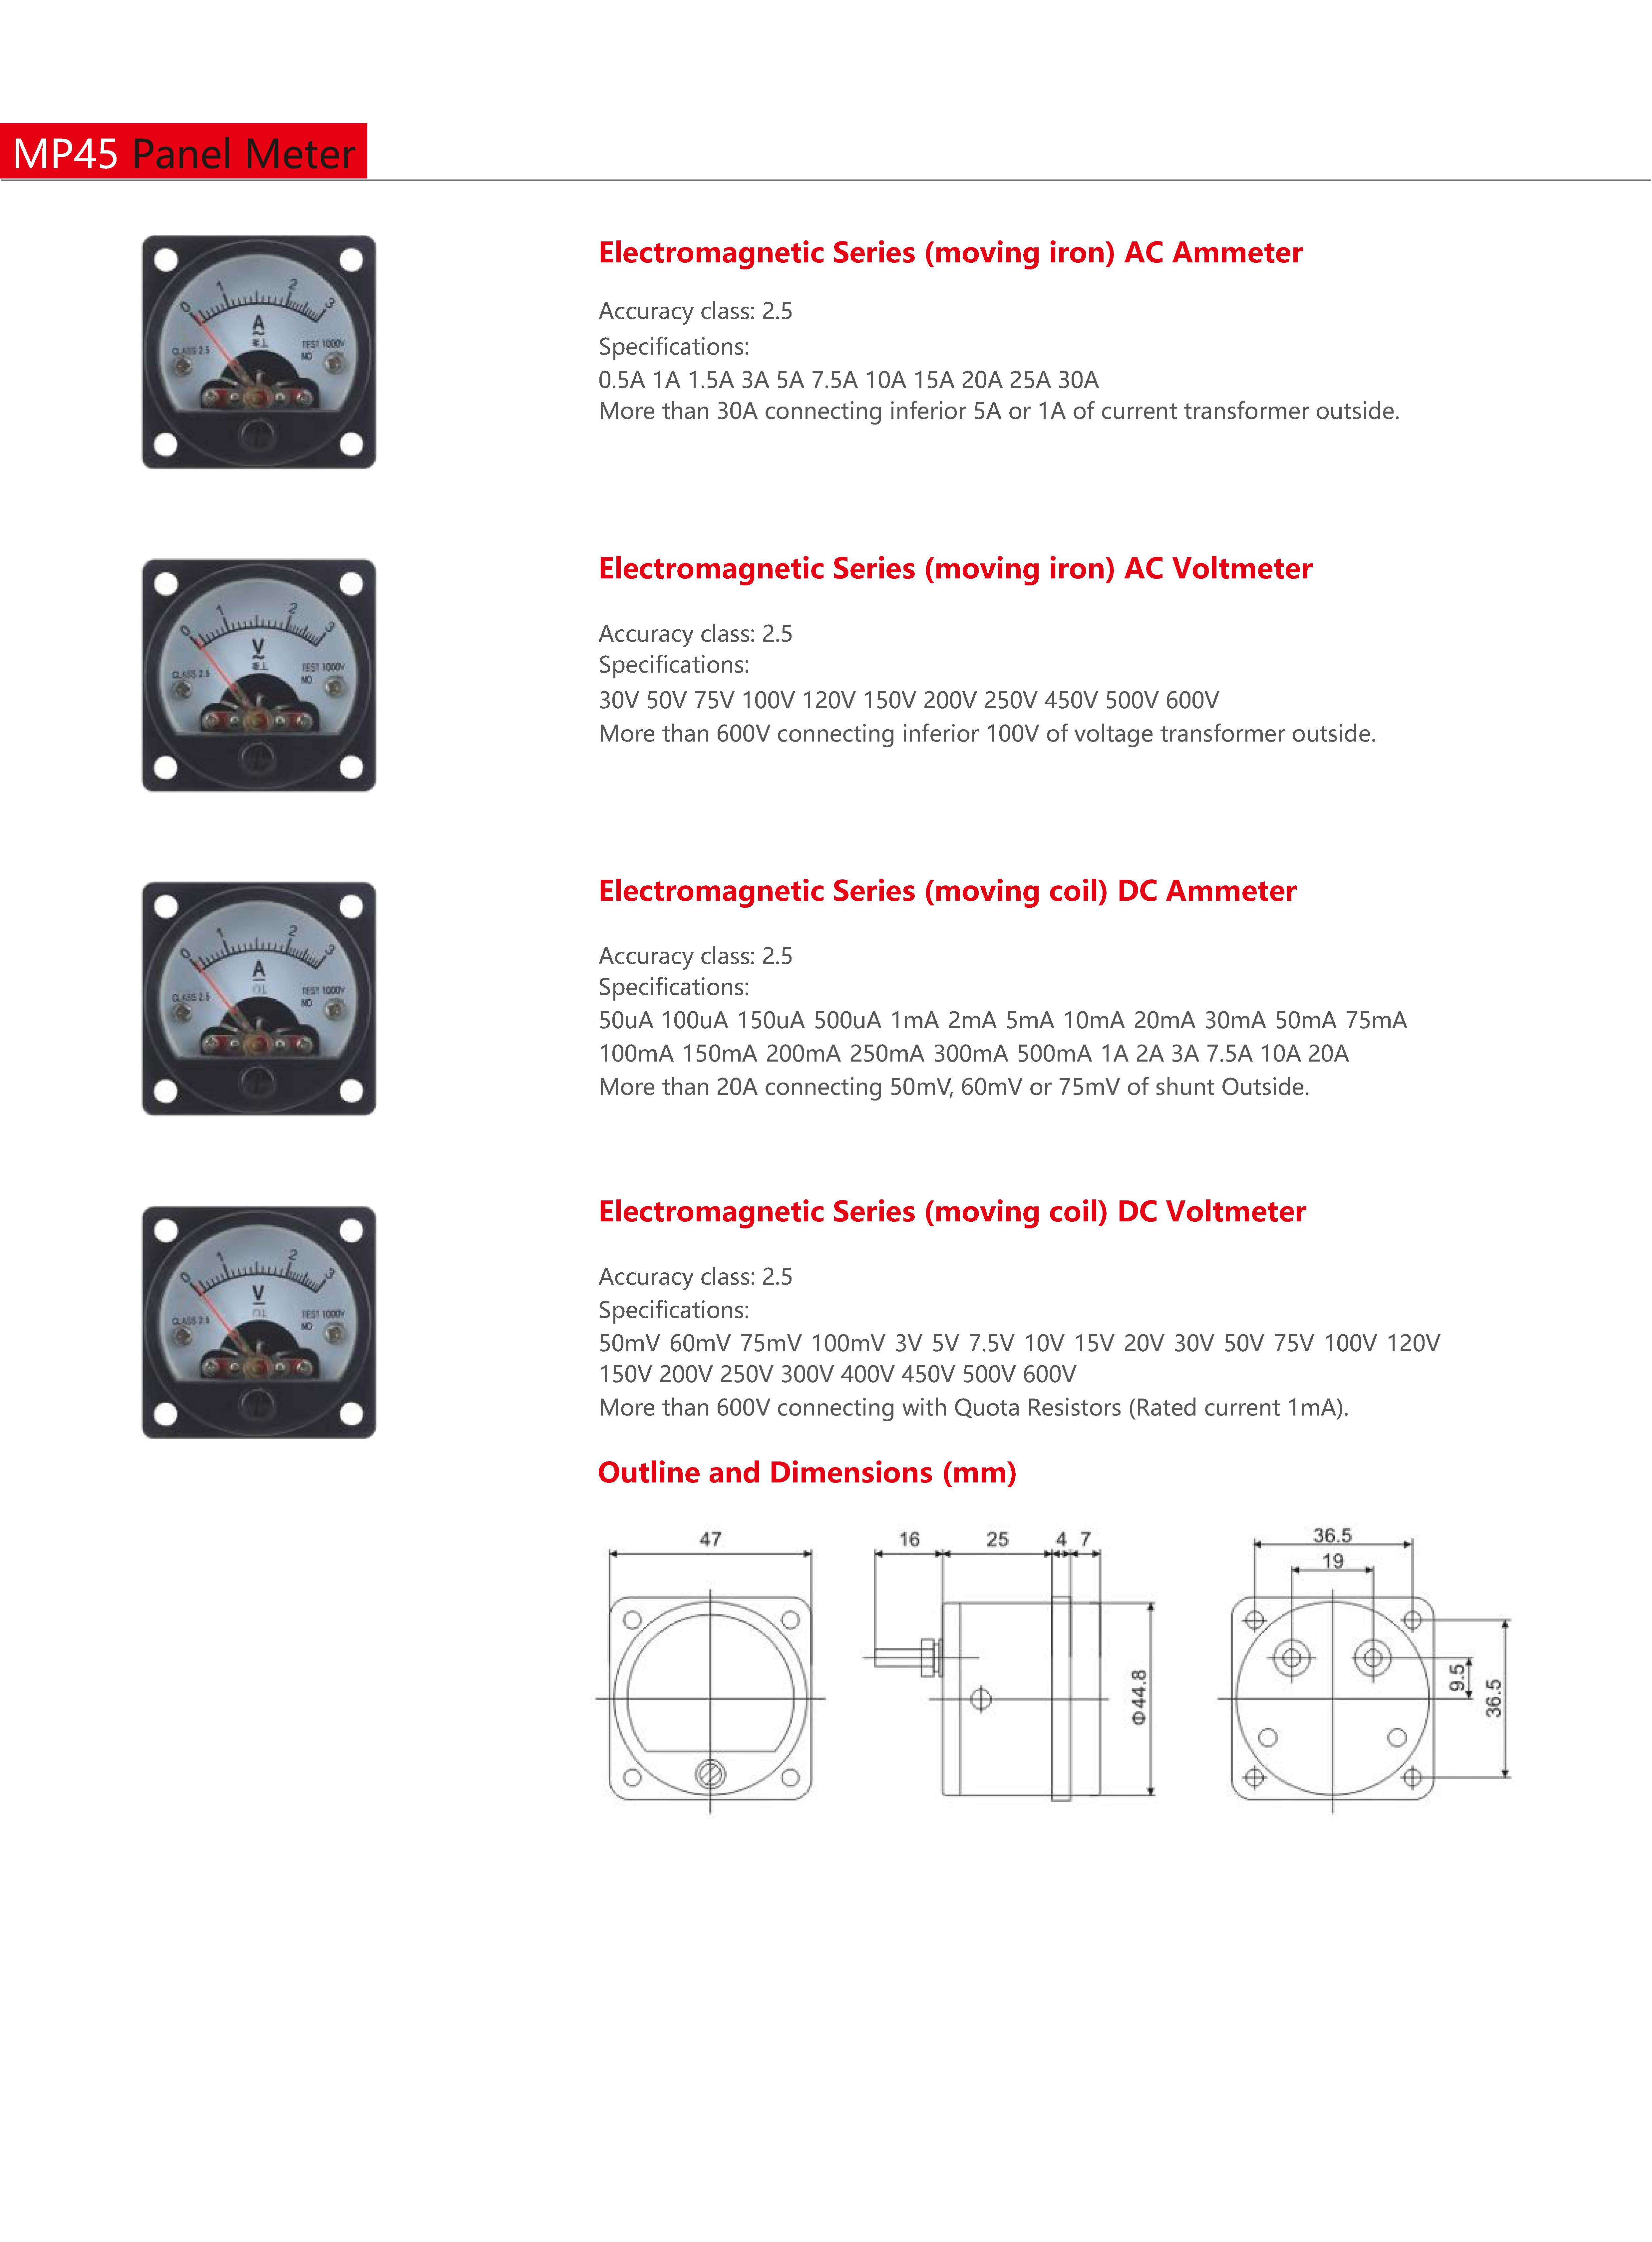 MP45 Panel Meter
0 1 2 3
A
CLASS 2.5
TEST 1000V
NO
Electromagnetic Series (moving iron) AC Ammeter
Accuracy class: 2.5
Specifications:
0.5A 1A 1.5A 3A 5A 7.5A 10A 15A 20A 25A 30A
More than 30A connecting inferior 5A or 1A of current transformer outside.
0 1 2 3
V
CLASS 2.5
TEST 1000V
NO
Electromagnetic Series (moving iron) AC Voltmeter
Accuracy class: 2.5
Specifications:
30V 50V 75V 100V 120V 150V 200V 250V 450V 500V 600V
More than 600V connecting inferior 100V of voltage transformer outside.
0 1 2 3
A
CLASS 2.5
TEST 1000V
NO
Electromagnetic Series (moving coil) DC Ammeter
Accuracy class: 2.5
Specifications:
50uA 100uA 150uA 500uA 1mA 2mA 5mA 10mA 20mA 30mA 50mA 75mA
100mA 150mA 200mA 250mA 300mA 500mA 1A 2A 3A 7.5A 10A 20A
More than 20A connecting 50mV, 60mV or 75mV of shunt Outside.
0 1 2 3
V
CLASS 2.5
TEST 1000V
NO
Electromagnetic Series (moving coil) DC Voltmeter
Accuracy class: 2.5
Specifications:
50mV 60mV 75mV 100mV 3V 5V 7.5V 10V 15V 20V 30V 50V 75V 100V 120V
150V 200V 250V 300V 400V 450V 500V 600V
More than 600V connecting with Quota Resistors (Rated current 1mA).
Outline and Dimensions (mm)
47
16 25 4 7
Φ44.8
36.5
19
9.5
36.5